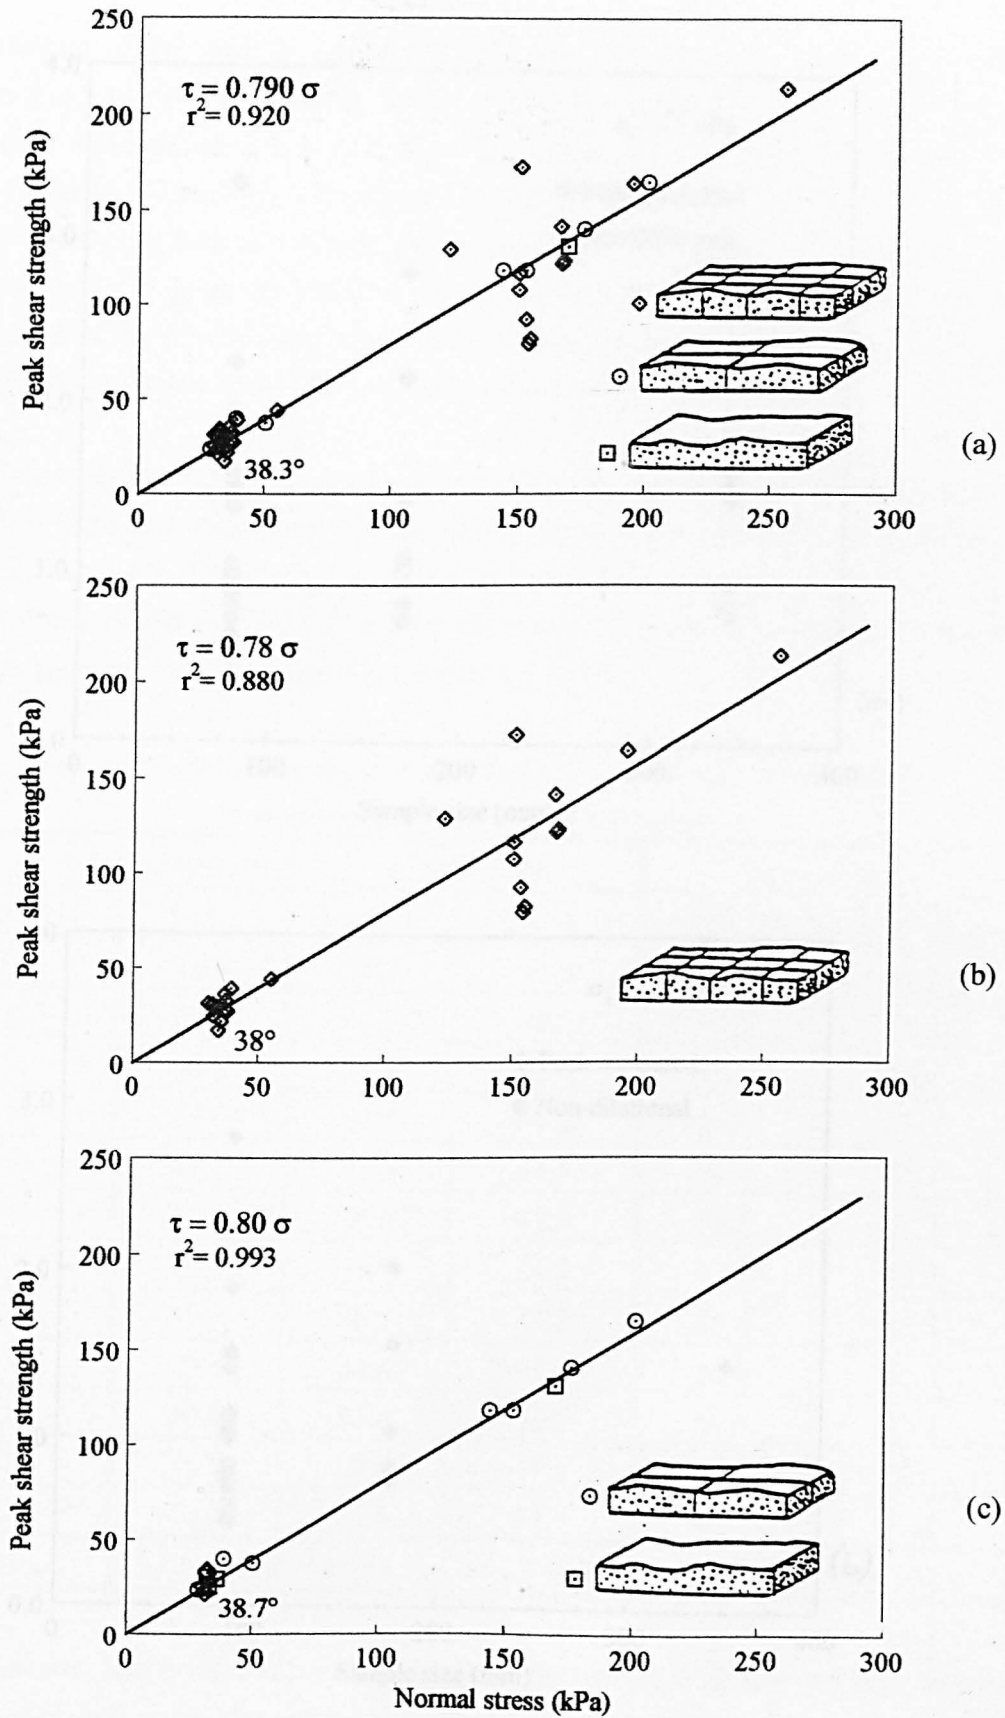 250
200
150
100
50
0
Peak shear strength (kPa)
τ = 0.790 σ
r²= 0.920
38.3°
0 50 100 150 200 250 300
(a)
250
200
150
100
50
0
Peak shear strength (kPa)
τ = 0.78 σ
r²= 0.880
38°
0 50 100 150 200 250 300
(b)
250
200
150
100
50
0
Peak shear strength (kPa)
τ = 0.80 σ
r²= 0.993
38.7°
0 50 100 150 200 250 300
Normal stress (kPa)
(c)